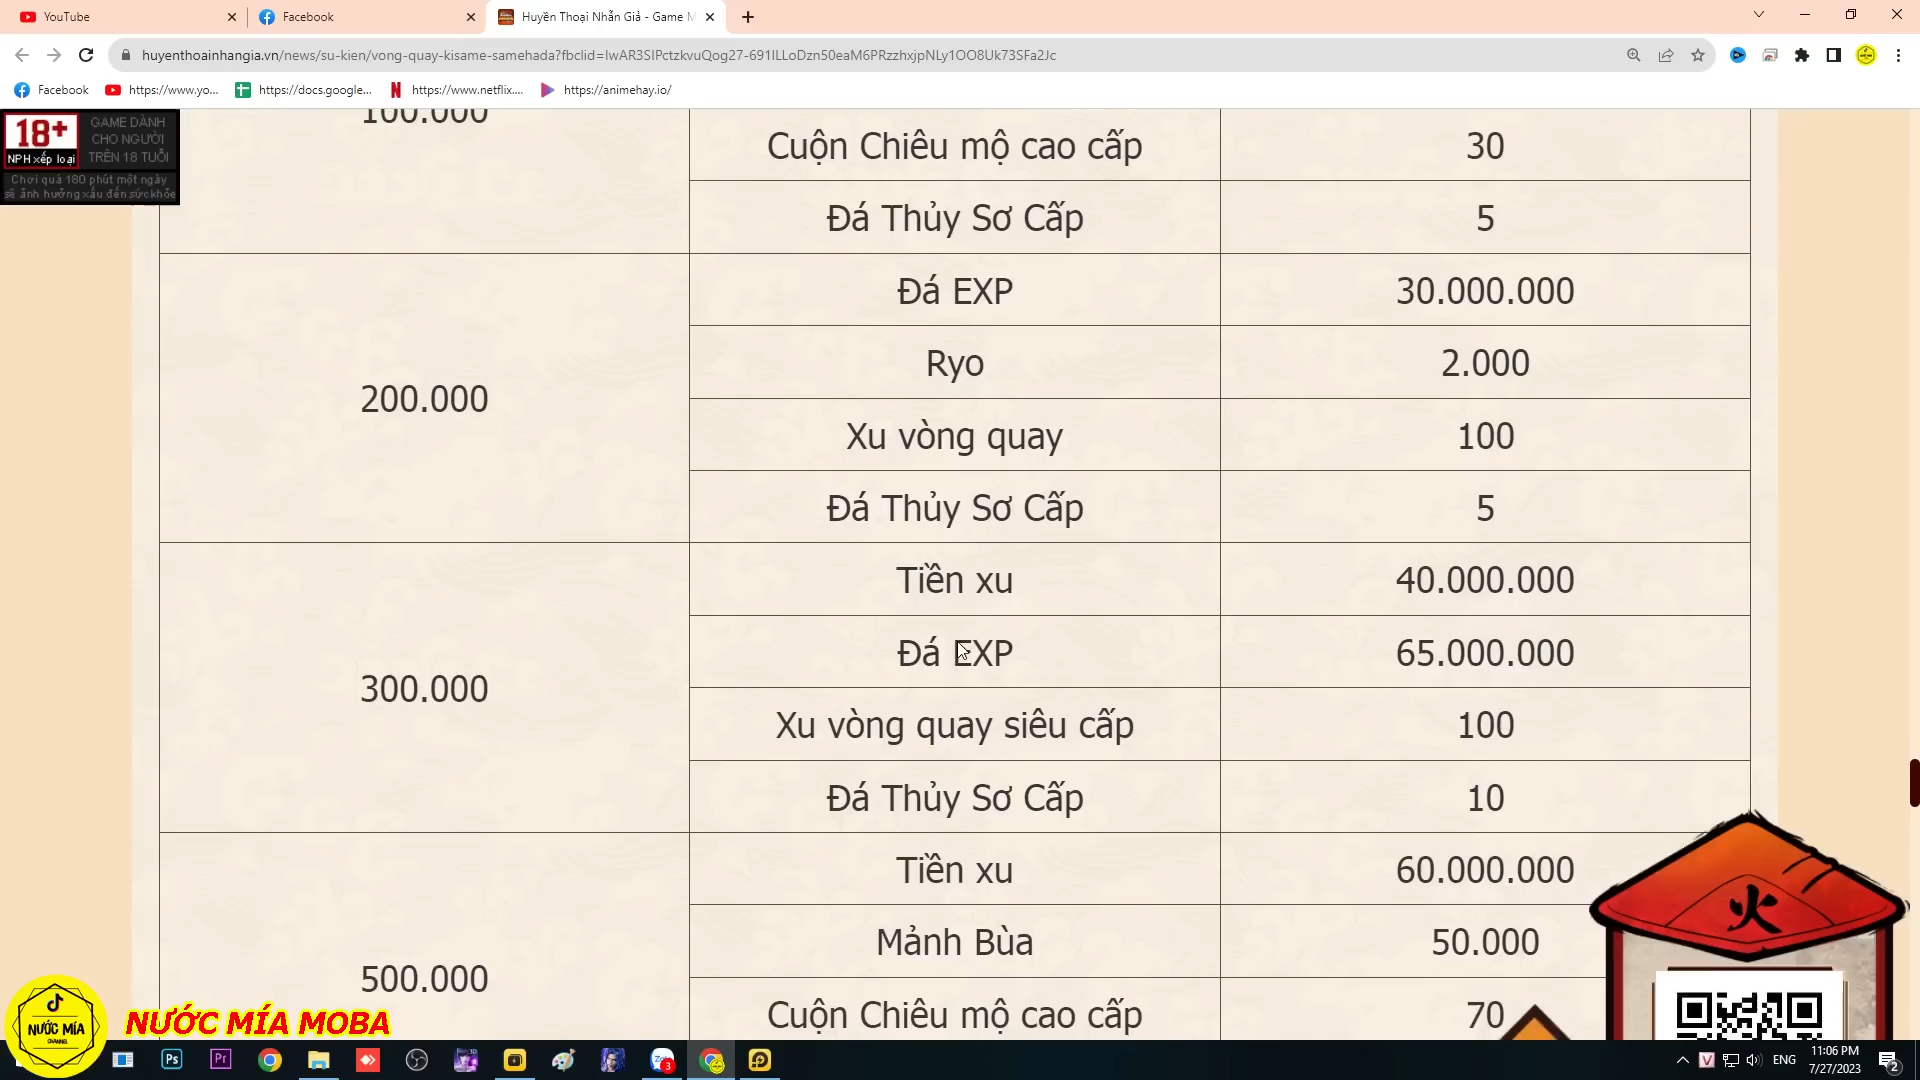 YouTube
Facebook
Huyền Thoại Nhẫn Giả - Game M
huyenthoainhangia.vn/news/su-kien/vong-quay-kisame-samehada?fbclid=IwAR3SIPctzkvuQog27-691ILLoDzn50eaM6PRzzhxjpNLy1OO8Uk73SFa2Jc
Facebook
https://www.yo...
https://docs.google...
https://www.netflix....
https://animehay.io/
18+
NPH xếp loại
GAME DÀNH
CHO NGƯỜI
TRÊN 18 TUỔI
Chơi quá 180 phút một ngày
sẽ ảnh hưởng xấu đến sức khỏe
100.000
Cuộn Chiêu mộ cao cấp 30
Đá Thủy Sơ Cấp 5
200.000
Đá EXP 30.000.000
Ryo 2.000
Xu vòng quay 100
Đá Thủy Sơ Cấp 5
300.000
Tiền xu 40.000.000
Đá EXP 65.000.000
Xu vòng quay siêu cấp 100
Đá Thủy Sơ Cấp 10
500.000
Tiền xu 60.000.000
Mảnh Bùa 50.000
Cuộn Chiêu mộ cao cấp 70
火
NƯỚC MÍA
CHANNEL
NƯỚC MÍA MOBA
Ps
Pr
3
V
ENG
11:06 PM
7/27/2023
2